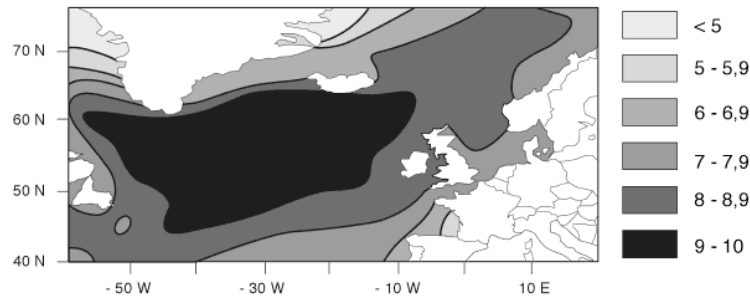 70 N
60 N
50 N
40 N
- 50 W
- 30 W
- 10 W
10 E
< 5
5 - 5,9
6 - 6,9
7 - 7,9
8 - 8,9
9 - 10